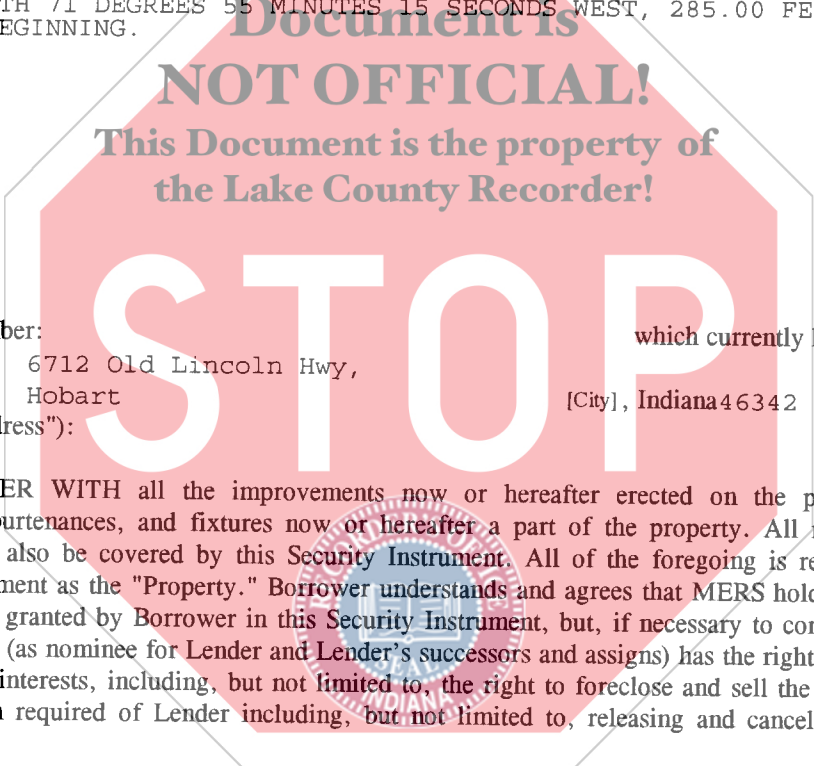 TH 71 DEGREES 55 MINUTES 15 SECONDS WEST, 285.00 FE
EGINNING.
Document is
NOT OFFICIAL!
This Document is the property of
the Lake County Recorder!
STOP
ber:
which currently
6712 Old Lincoln Hwy,
Hobart
[City], Indiana46342
ress"):
ER WITH all the improvements now or hereafter erected on the p
urtenances, and fixtures now or hereafter a part of the property. All
also be covered by this Security Instrument. All of the foregoing is re
ment as the "Property." Borrower understands and agrees that MERS hold
granted by Borrower in this Security Instrument, but, if necessary to con
(as nominee for Lender and Lender's successors and assigns) has the right
interests, including, but not limited to, the right to foreclose and sell the
required of Lender including, but not limited to, releasing and cancel
SEAL
INDIANA